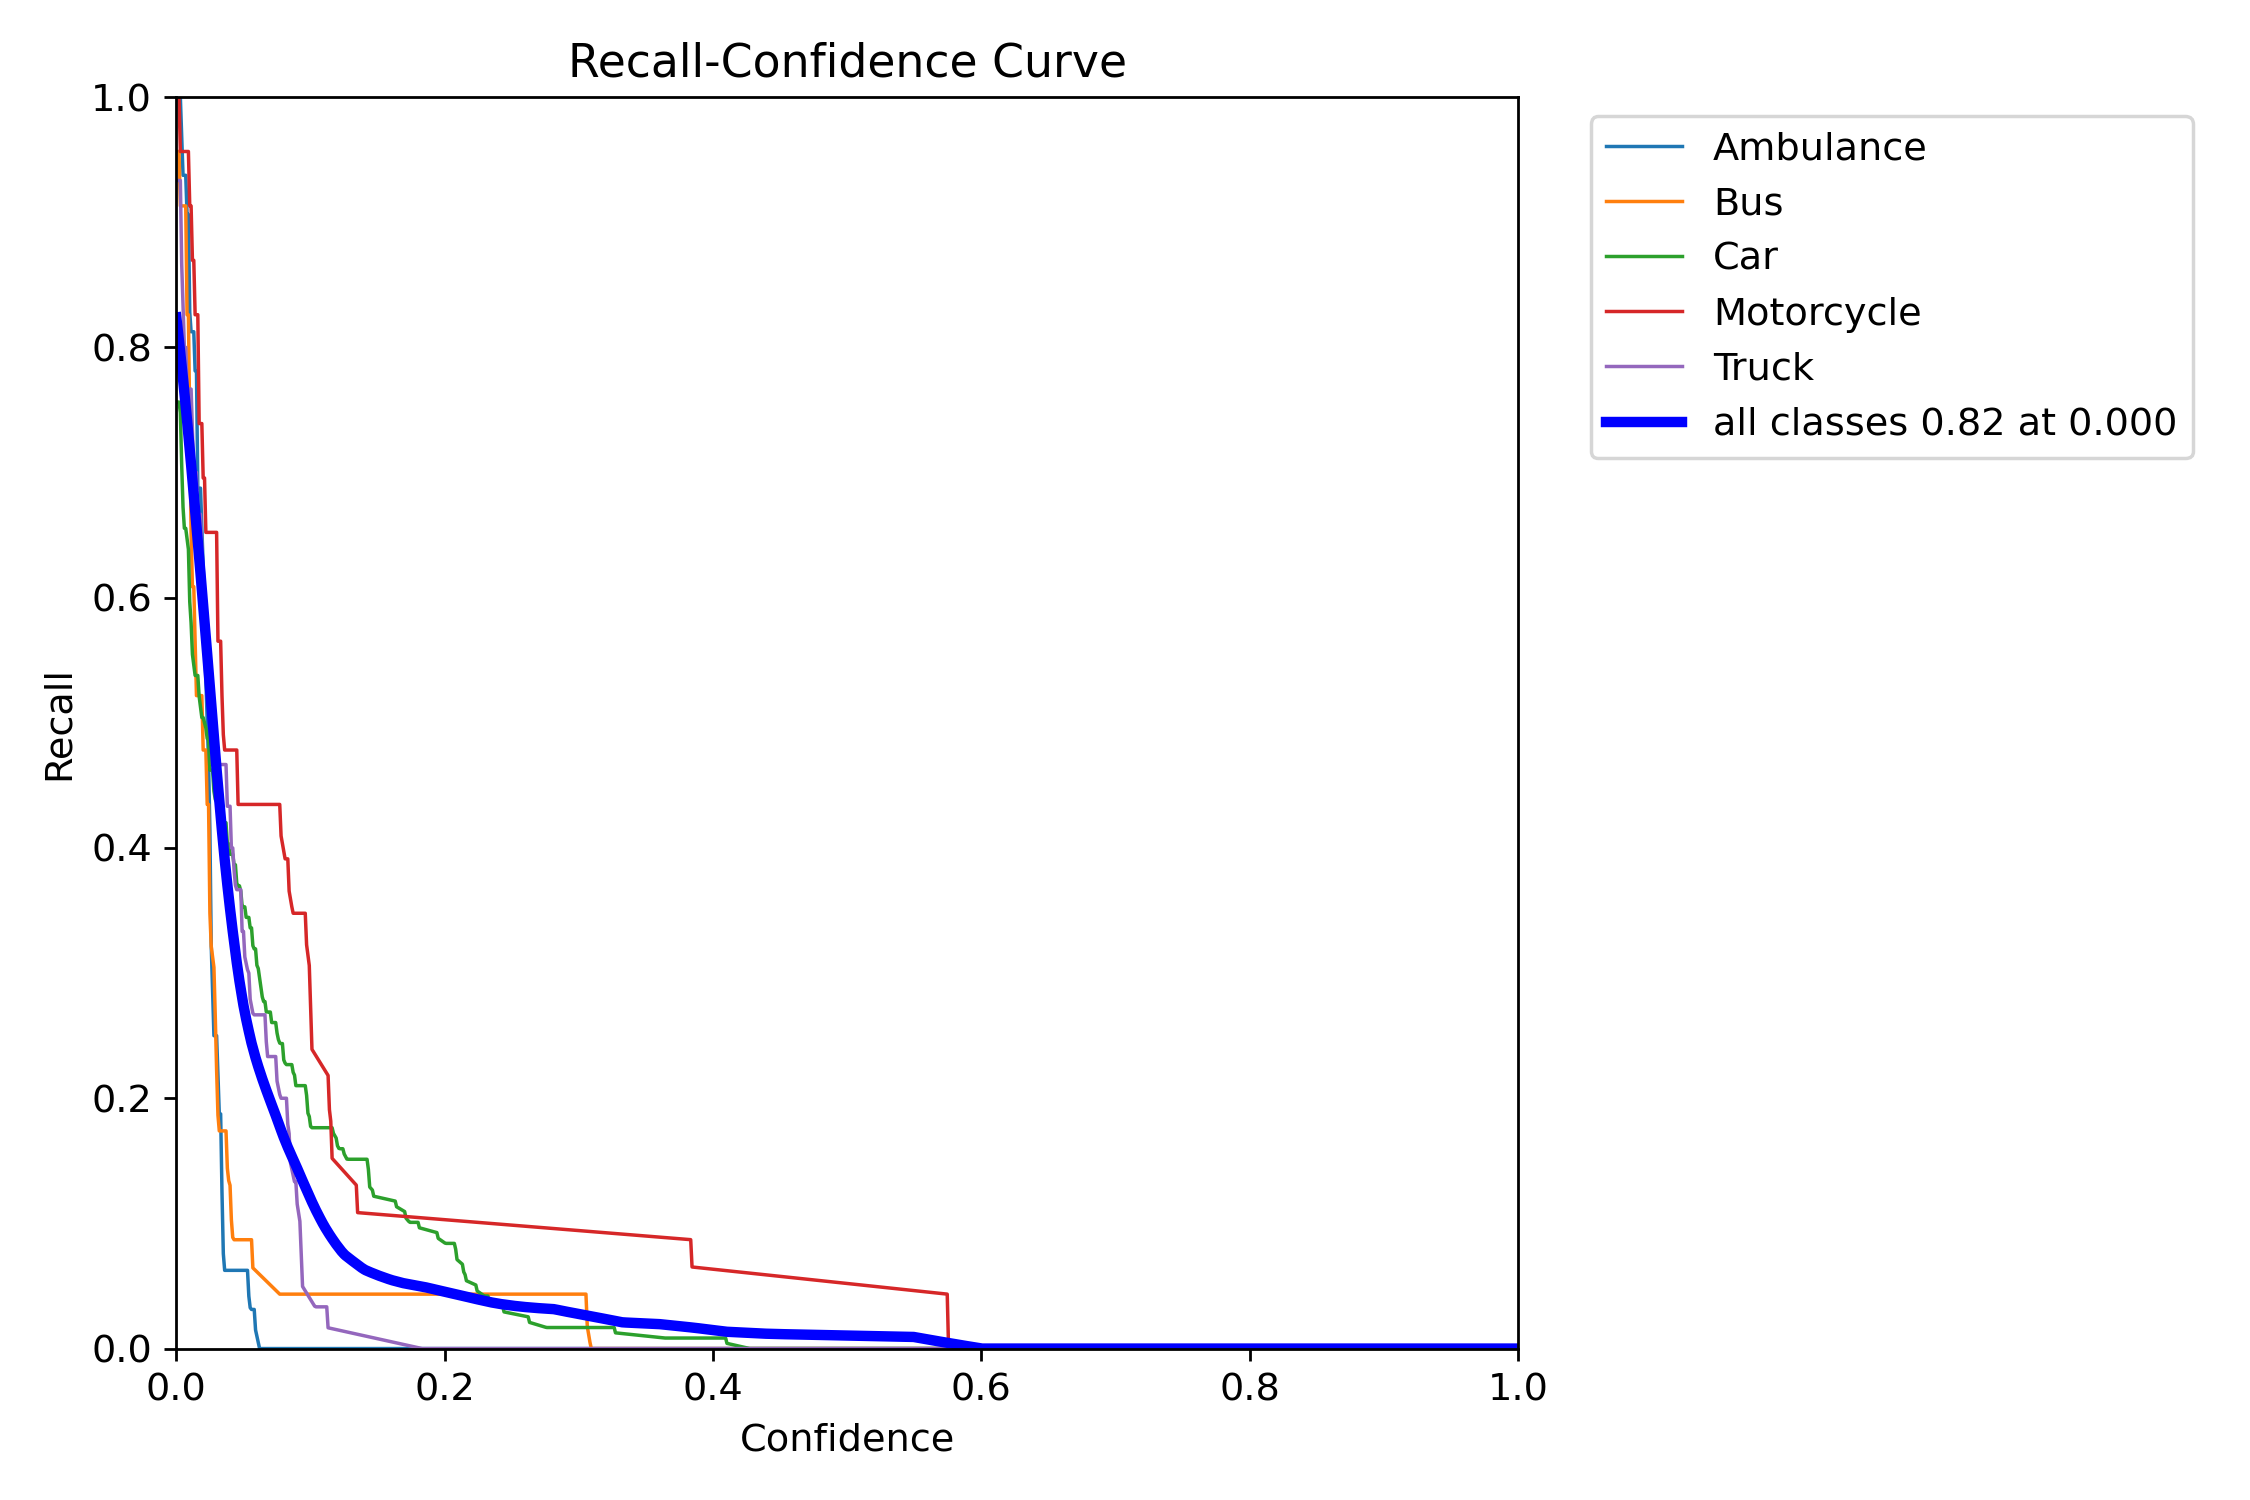 Recall-Confidence Curve
1.0
0.8
0.6
0.4
0.2
0.0
Recall
0.0 0.2 0.4 0.6 0.8 1.0
Confidence
Ambulance
Bus
Car
Motorcycle
Truck
all classes 0.82 at 0.000